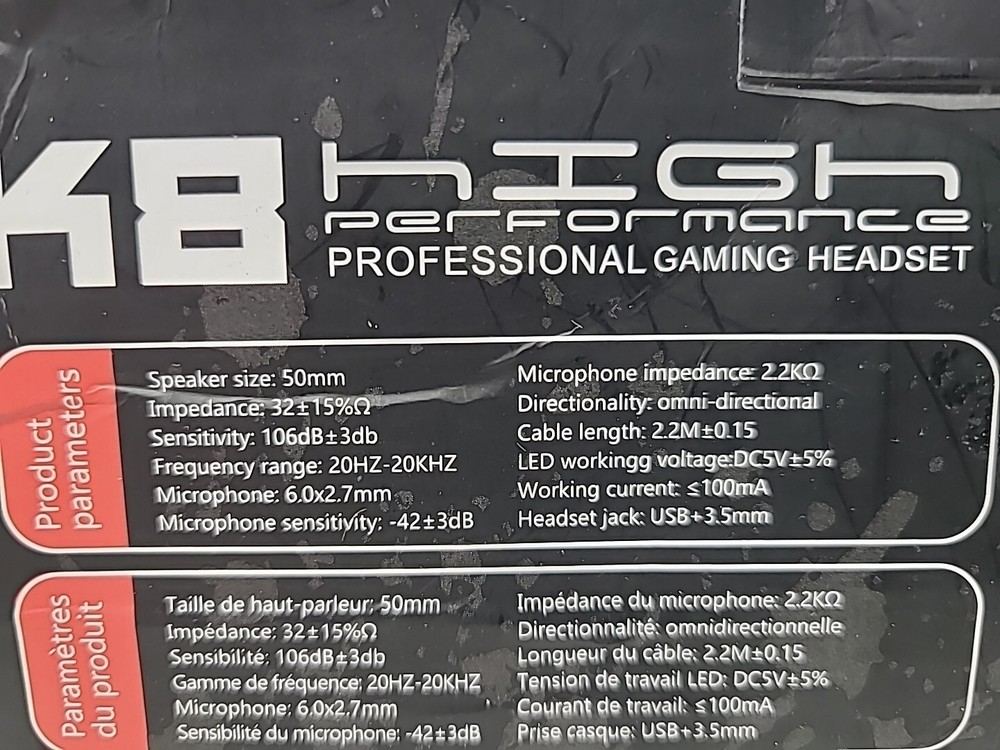 K8 HIGH
PERFORMANCE
PROFESSIONAL GAMING HEADSET
Product
parameters
Speaker size: 50mm
Impedance: 32±15%Ω
Sensitivity: 106dB±3db
Frequency range: 20HZ-20KHZ
Microphone: 6.0x2.7mm
Microphone sensitivity: -42±3dB
Microphone impedance: 2.2KΩ
Directionality: omni-directional
Cable length: 2.2M±0.15
LED workingg voltage:DC5V±5%
Working current: ≤100mA
Headset jack: USB+3.5mm
Paramètres
du produit
Taille de haut-parleur: 50mm
Impédance: 32±15%Ω
Sensibilité: 106dB±3db
Gamme de fréquence: 20HZ-20KHZ
Microphone: 6.0x2.7mm
Sensibilité du microphone: -42±3dB
Impédance du microphone: 2.2KΩ
Directionnalité: omnidirectionnelle
Longueur du câble: 2.2M±0.15
Tension de travail LED: DC5V±5%
Courant de travail: ≤100mA
Prise casque: USB+3.5mm